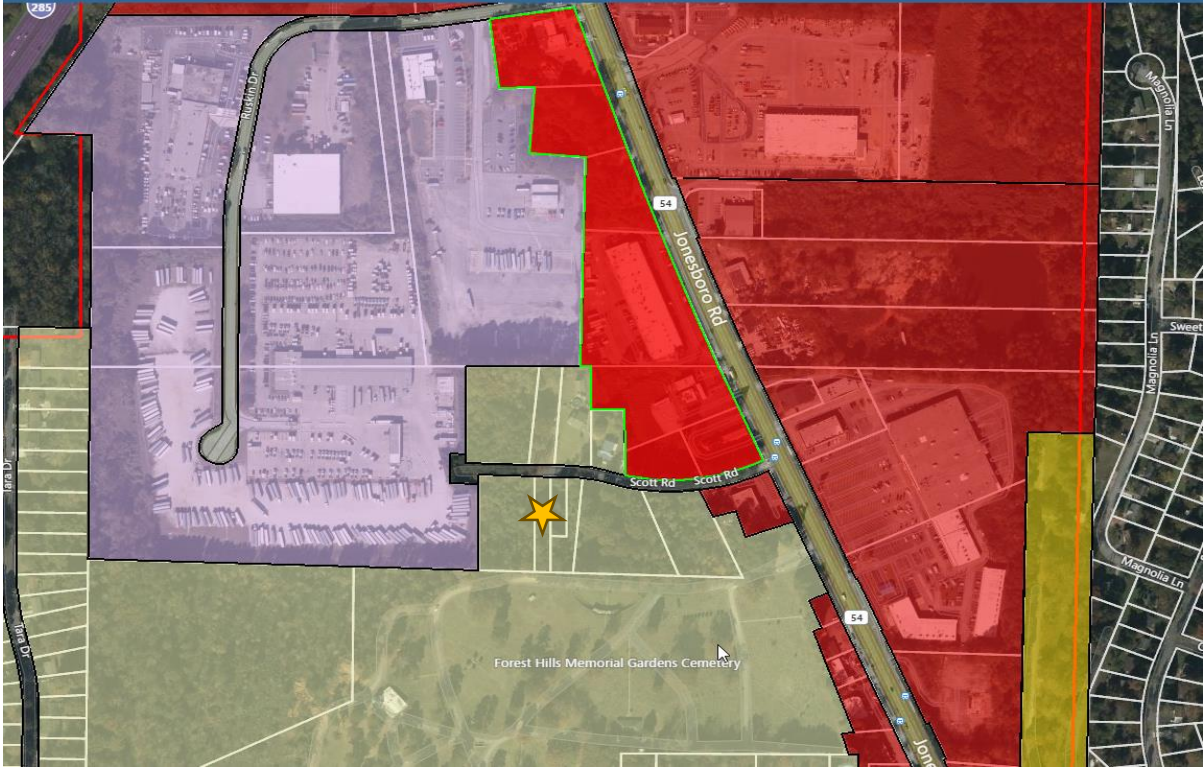 285
Ruskin Dr
Magnolia Ln
54
Jonesboro Rd
Sweet
Magnolia Ln
Tara Dr
Scott Rd
Scott Rd
Magnolia Ln
54
Forest Hills Memorial Gardens Cemetery
Tara Dr
Jone